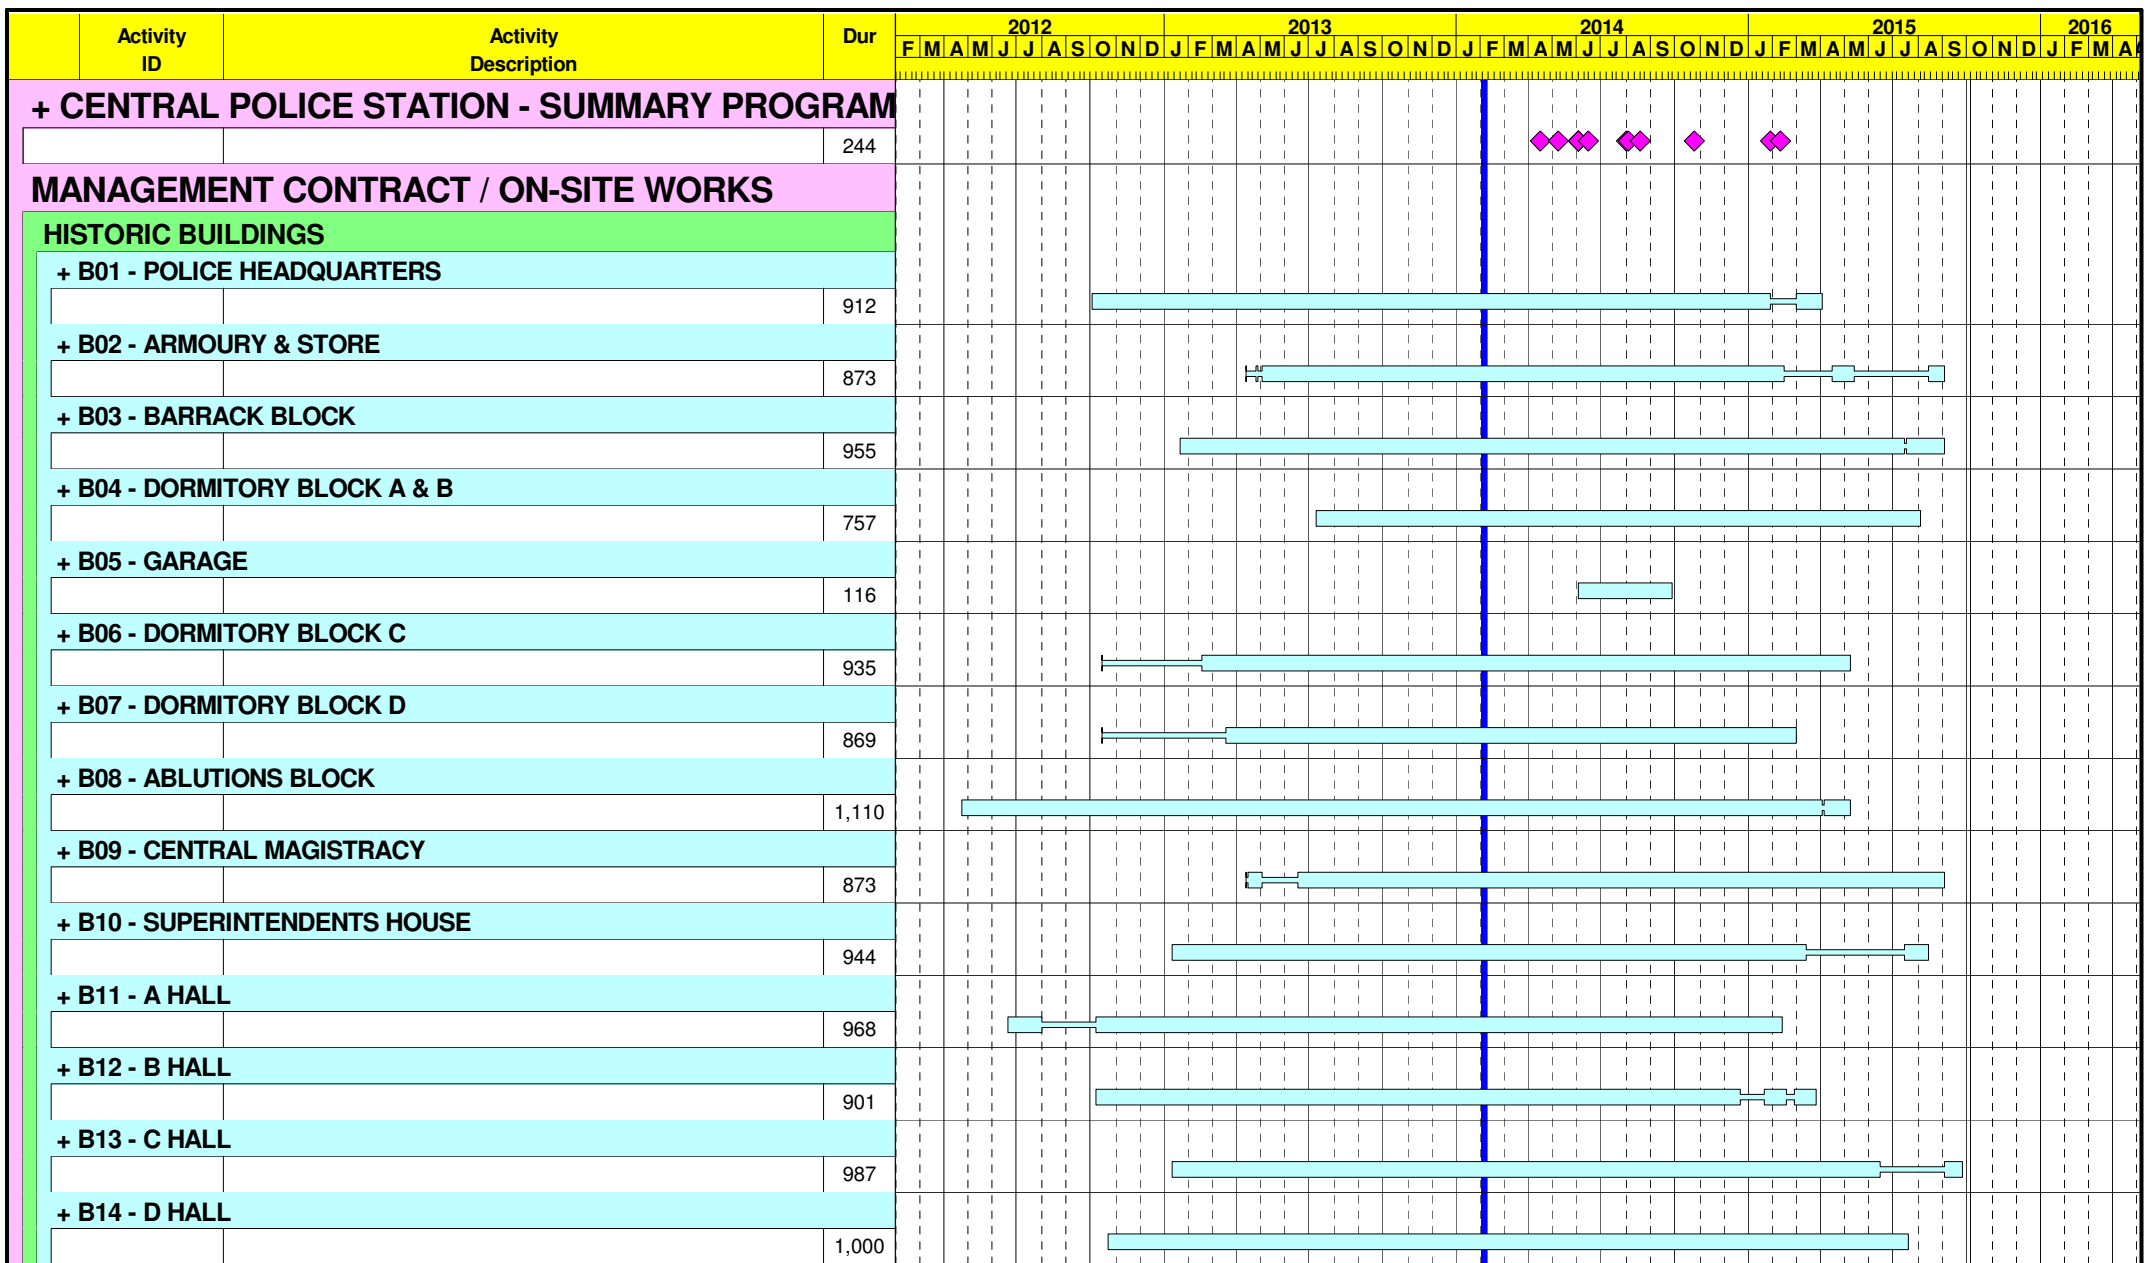 2012 2013 2014 2015 2016
Activity Activity Dur
F M A M J J A S O N D J F M A M J J A S O N D J F M A M J J A S O N D J F M A M J J A S O N D J F M A
ID Description
+ CENTRAL POLICE STATION - SUMMARY PROGRAM
244
MANAGEMENT CONTRACT / ON-SITE WORKS
HISTORIC BUILDINGS
+ B01 - POLICE HEADQUARTERS
912
+ B02 - ARMOURY & STORE
873
+ B03 - BARRACK BLOCK
955
+ B04 - DORMITORY BLOCK A & B
757
+ B05 - GARAGE
116
+ B06 - DORMITORY BLOCK C
935
+ B07 - DORMITORY BLOCK D
869
+ B08 - ABLUTIONS BLOCK
1,110
+ B09 - CENTRAL MAGISTRACY
873
+ B10 - SUPERINTENDENTS HOUSE
944
+ B11 - A HALL
968
+ B12 - B HALL
901
+ B13 - C HALL
987
+ B14 - D HALL
1,000